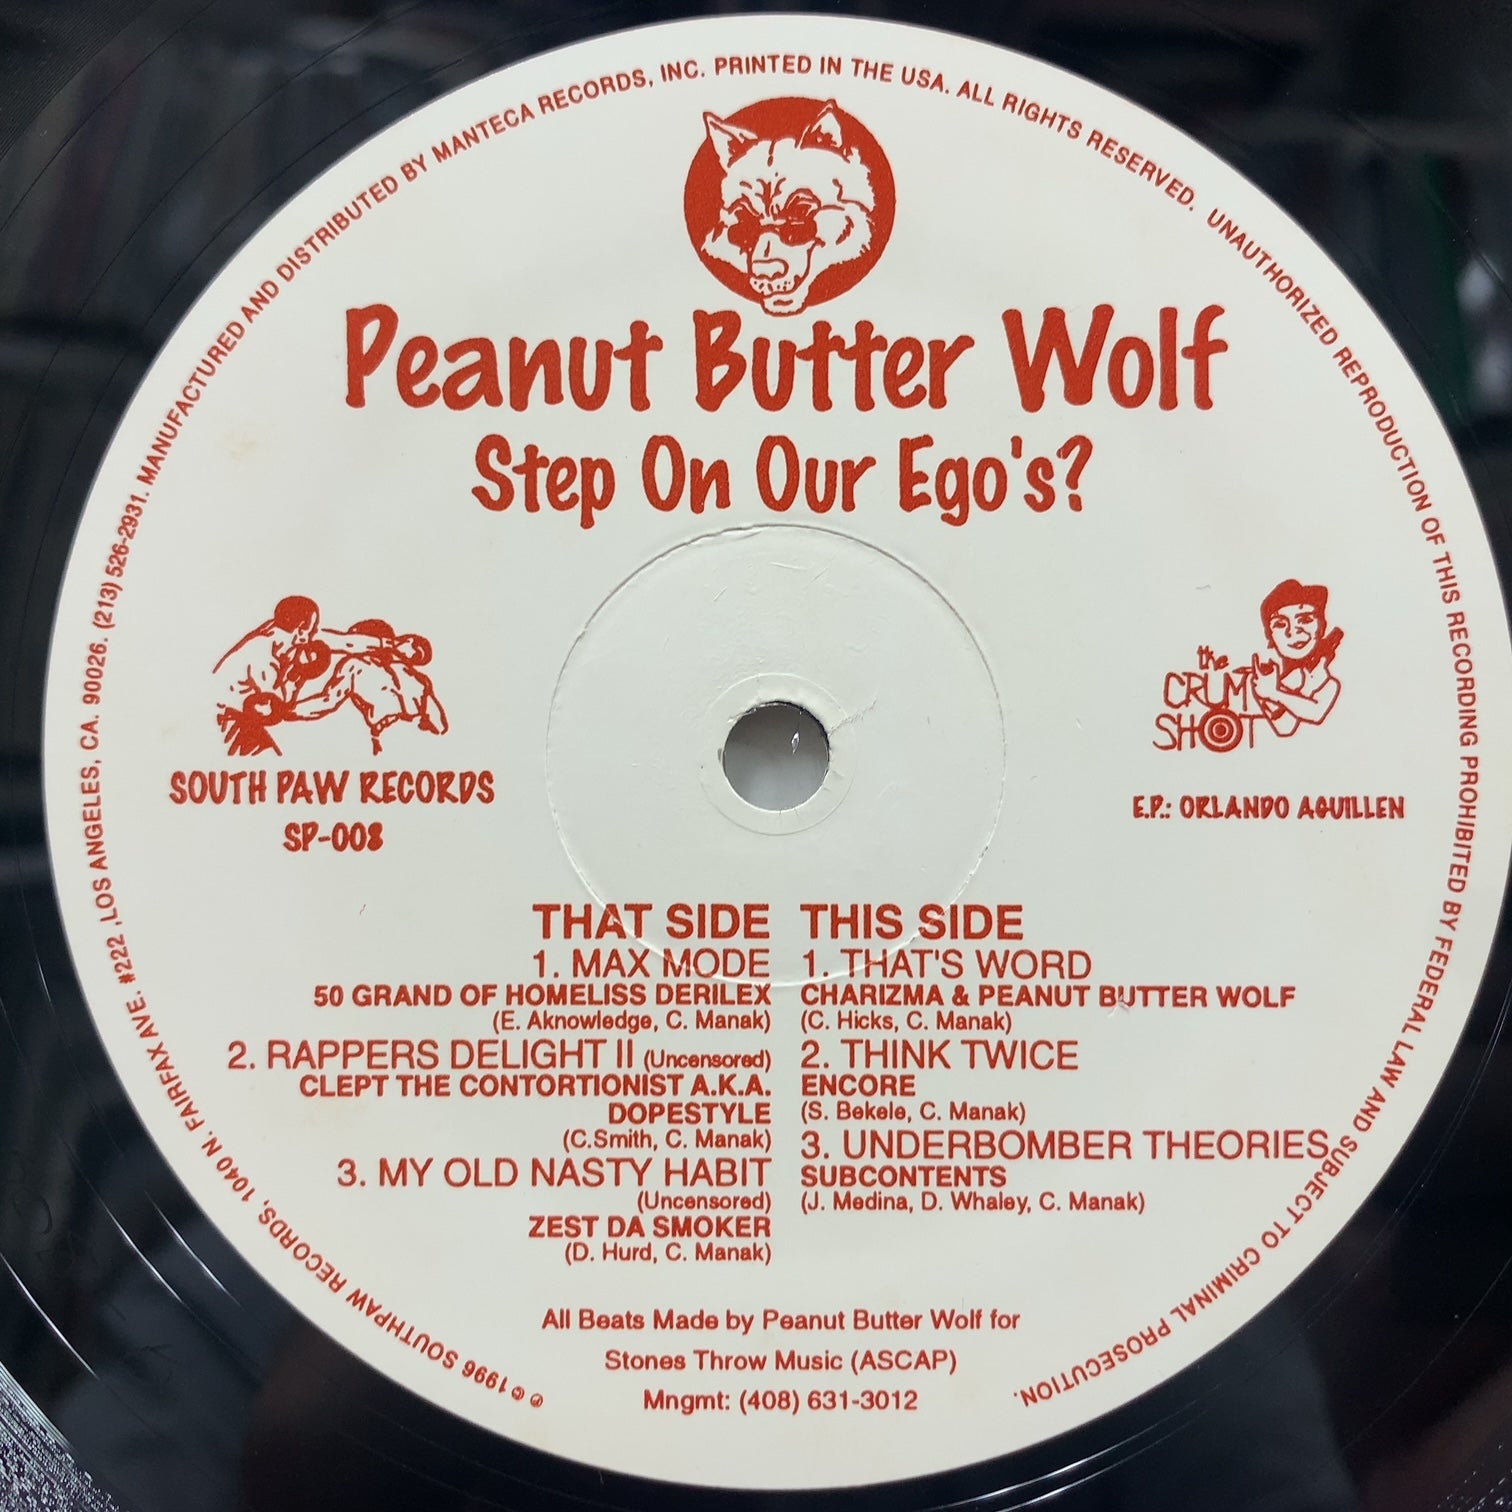 ℗ © 1996 SOUTHPAW RECORDS, 1040 N. FAIRFAX AVE. #222 ,LOS ANGELES, CA. 90026. (213) 526-2931. MANUFACTURED AND DISTRIBUTED BY MANTECA RECORDS, INC. PRINTED IN THE USA. ALL RIGHTS RESERVED. UNAUTHORIZED REPRODUCTION OF THIS RECORDING PROHIBITED BY FEDERAL LAW AND SUBJECT TO CRIMINAL PROSECUTION.
Peanut Butter Wolf
Step On Our Ego's?
SOUTH PAW RECORDS
SP-008
the
CRUM
SHOT
E.P.: ORLANDO AGUILLEN
THAT SIDE
1. MAX MODE
50 GRAND OF HOMELISS DERILEX
(E. Aknowledge, C. Manak)
2. RAPPERS DELIGHT II (Uncensored)
CLEPT THE CONTORTIONIST A.K.A.
DOPESTYLE
(C.Smith, C. Manak)
3. MY OLD NASTY HABIT
(Uncensored)
ZEST DA SMOKER
(D. Hurd, C. Manak)
THIS SIDE
1. THAT'S WORD
CHARIZMA & PEANUT BUTTER WOLF
(C. Hicks, C. Manak)
2. THINK TWICE
ENCORE
(S. Bekele, C. Manak)
3. UNDERBOMBER THEORIES
SUBCONTENTS
(J. Medina, D. Whaley, C. Manak)
All Beats Made by Peanut Butter Wolf for
Stones Throw Music (ASCAP)
Mngmt: (408) 631-3012